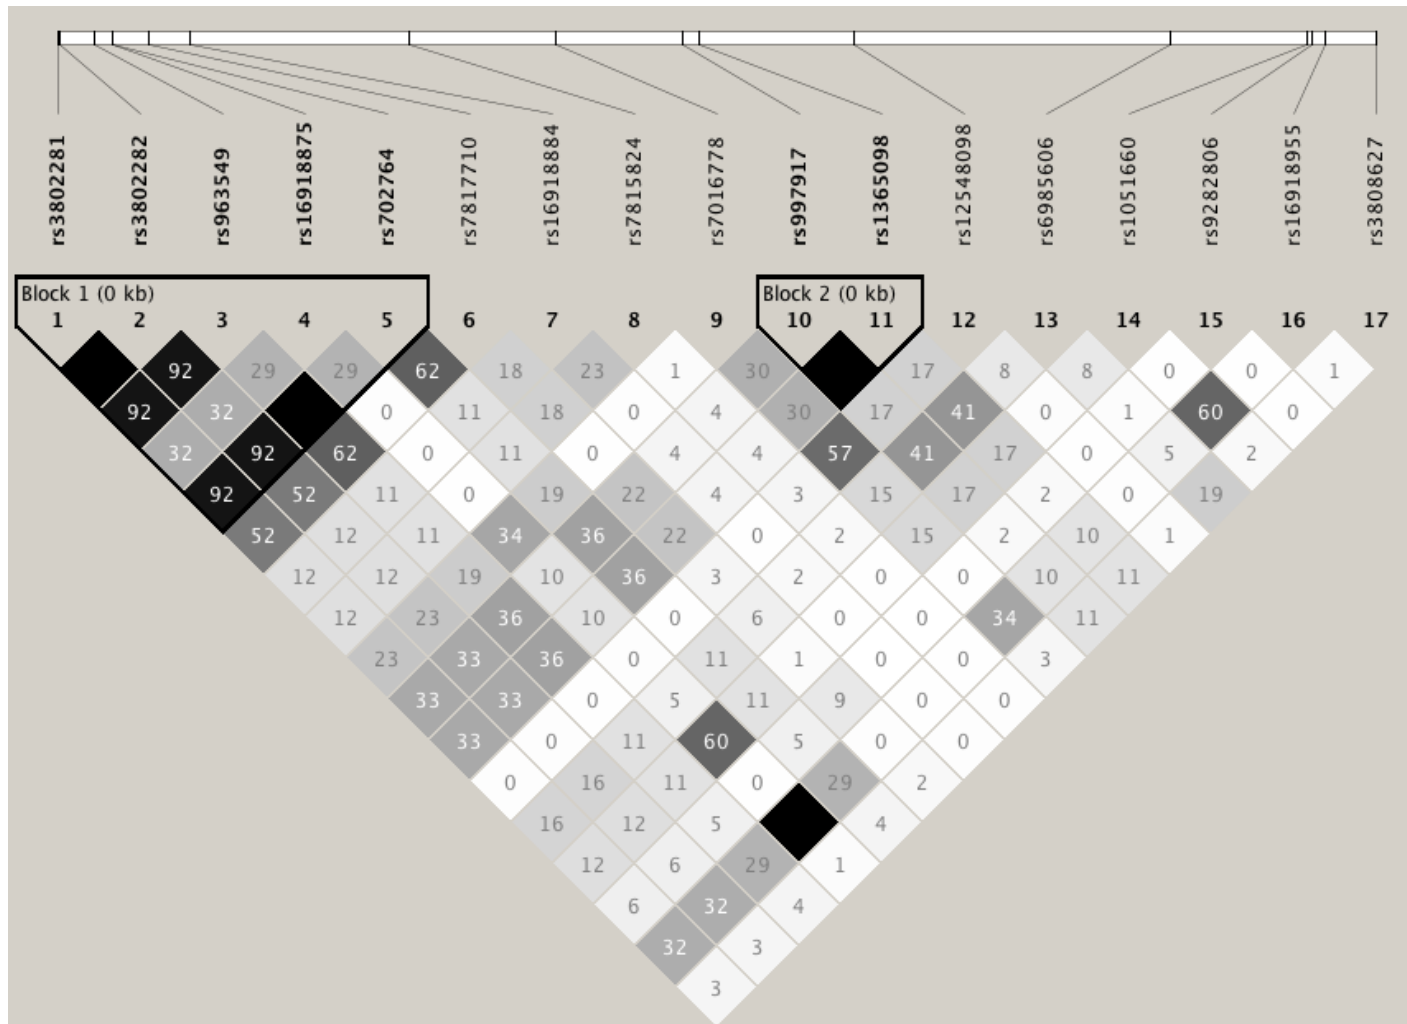 rs3802281
rs3802282
rs963549
rs16918875
rs702764
rs7817710
rs16918884
rs7815824
rs7016778
rs997917
rs1365098
rs12548098
rs6985606
rs1051660
rs9282806
rs16918955
rs3808627
Block 1 (0 kb) Block 2 (0 kb)
1 2 3 4 5 6 7 8 9 10 11 12 13 14 15 16 17
92 29 29 62 18 23 1 30 17 8 8 0 0 1
92 32 0 11 18 0 4 30 17 41 0 1 60 0
32 92 62 0 11 0 4 4 57 41 17 0 5 2
92 52 11 0 19 22 4 3 15 17 2 0 19
52 12 11 34 36 22 0 2 15 2 10 1
12 12 19 10 36 3 2 0 0 10 11
12 23 36 10 0 6 0 0 34 11
23 33 36 0 11 1 0 0 3
33 33 0 5 11 9 0 0
33 0 11 60 5 0 0
0 16 11 0 29 2
16 12 5 4
12 6 29 1
6 32 4
32 3
3